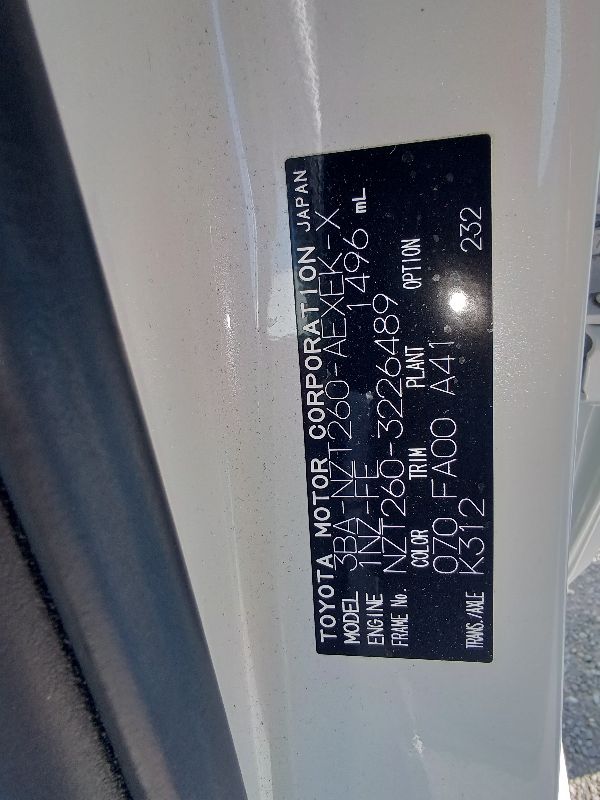 TOYOTA MOTOR CORPORATION JAPAN
MODEL 3BA-NZT260-AEXEK-X
ENGINE 1NZ-FE 1496 mL
FRAME No. NZT260-3226489
COLOR TRIM PLANT OPTION
070 FA00 A41 232
TRANS./AXLE K312